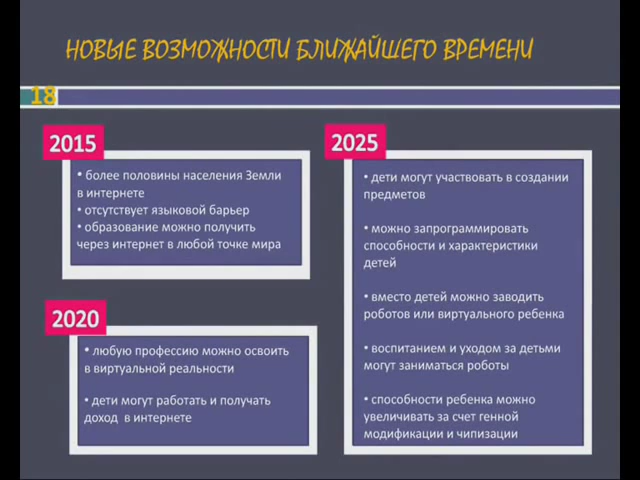 НОВЫЕ ВОЗМОЖНОСТИ БЛИЖАЙШЕГО ВРЕМЕНИ
18
2015
• более половины населения Земли
в интернете
• отсутствует языковой барьер
• образование можно получить
через интернет в любой точке мира
2020
• любую профессию можно освоить
в виртуальной реальности
• дети могут работать и получать
доход в интернете
2025
• дети могут участвовать в создании
предметов
• можно запрограммировать
способности и характеристики
детей
• вместо детей можно заводить
роботов или виртуального ребенка
• воспитанием и уходом за детьми
могут заниматься роботы
• способности ребенка можно
увеличивать за счет генной
модификации и чипизации